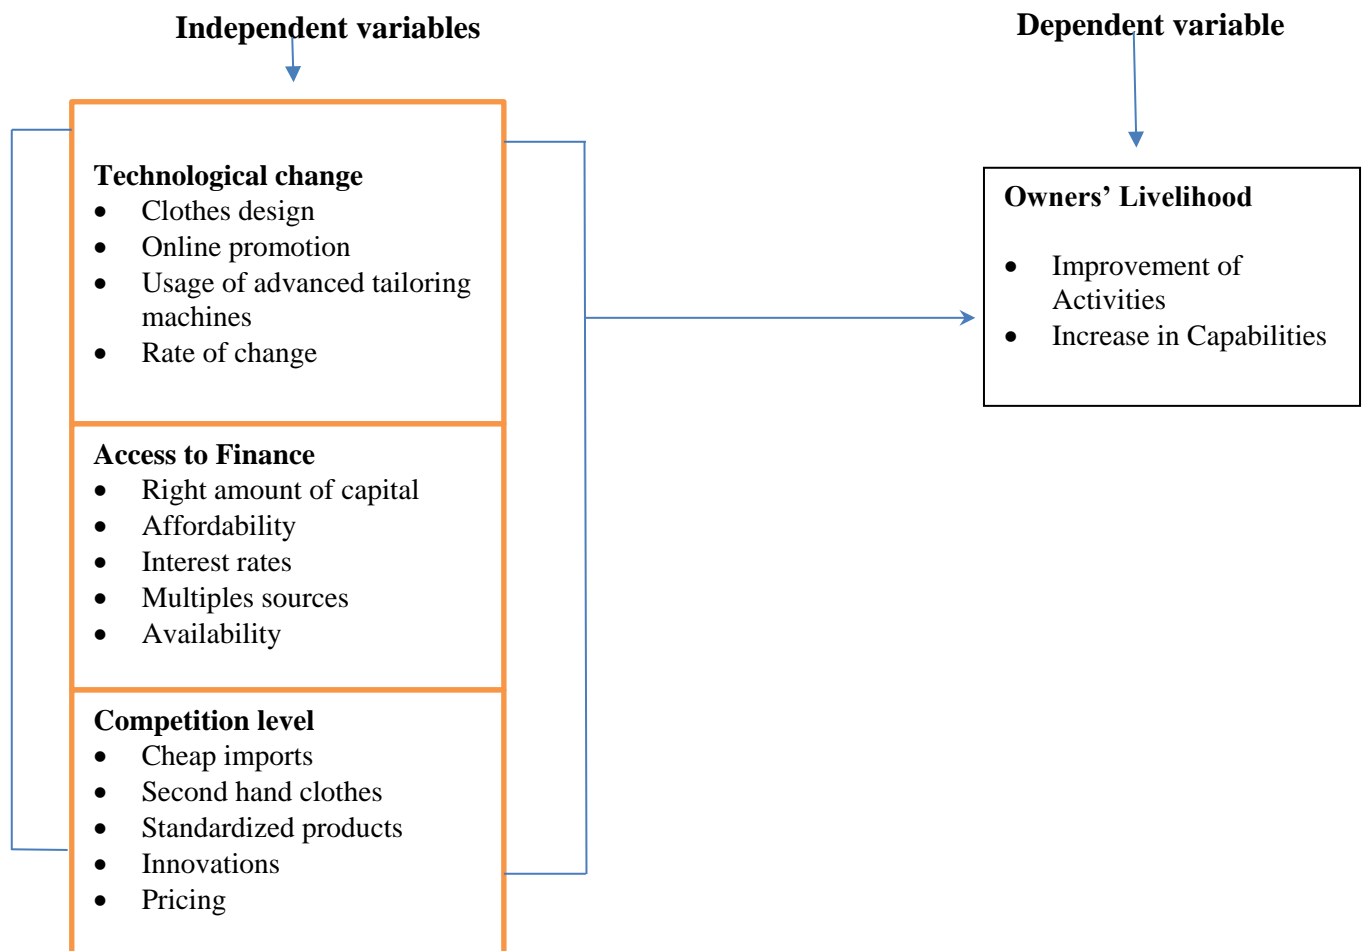 Independent variables
Dependent variable
Technological change
• Clothes design
• Online promotion
• Usage of advanced tailoring
machines
• Rate of change
Access to Finance
• Right amount of capital
• Affordability
• Interest rates
• Multiples sources
• Availability
Competition level
• Cheap imports
• Second hand clothes
• Standardized products
• Innovations
• Pricing
Owners’ Livelihood
• Improvement of
Activities
• Increase in Capabilities